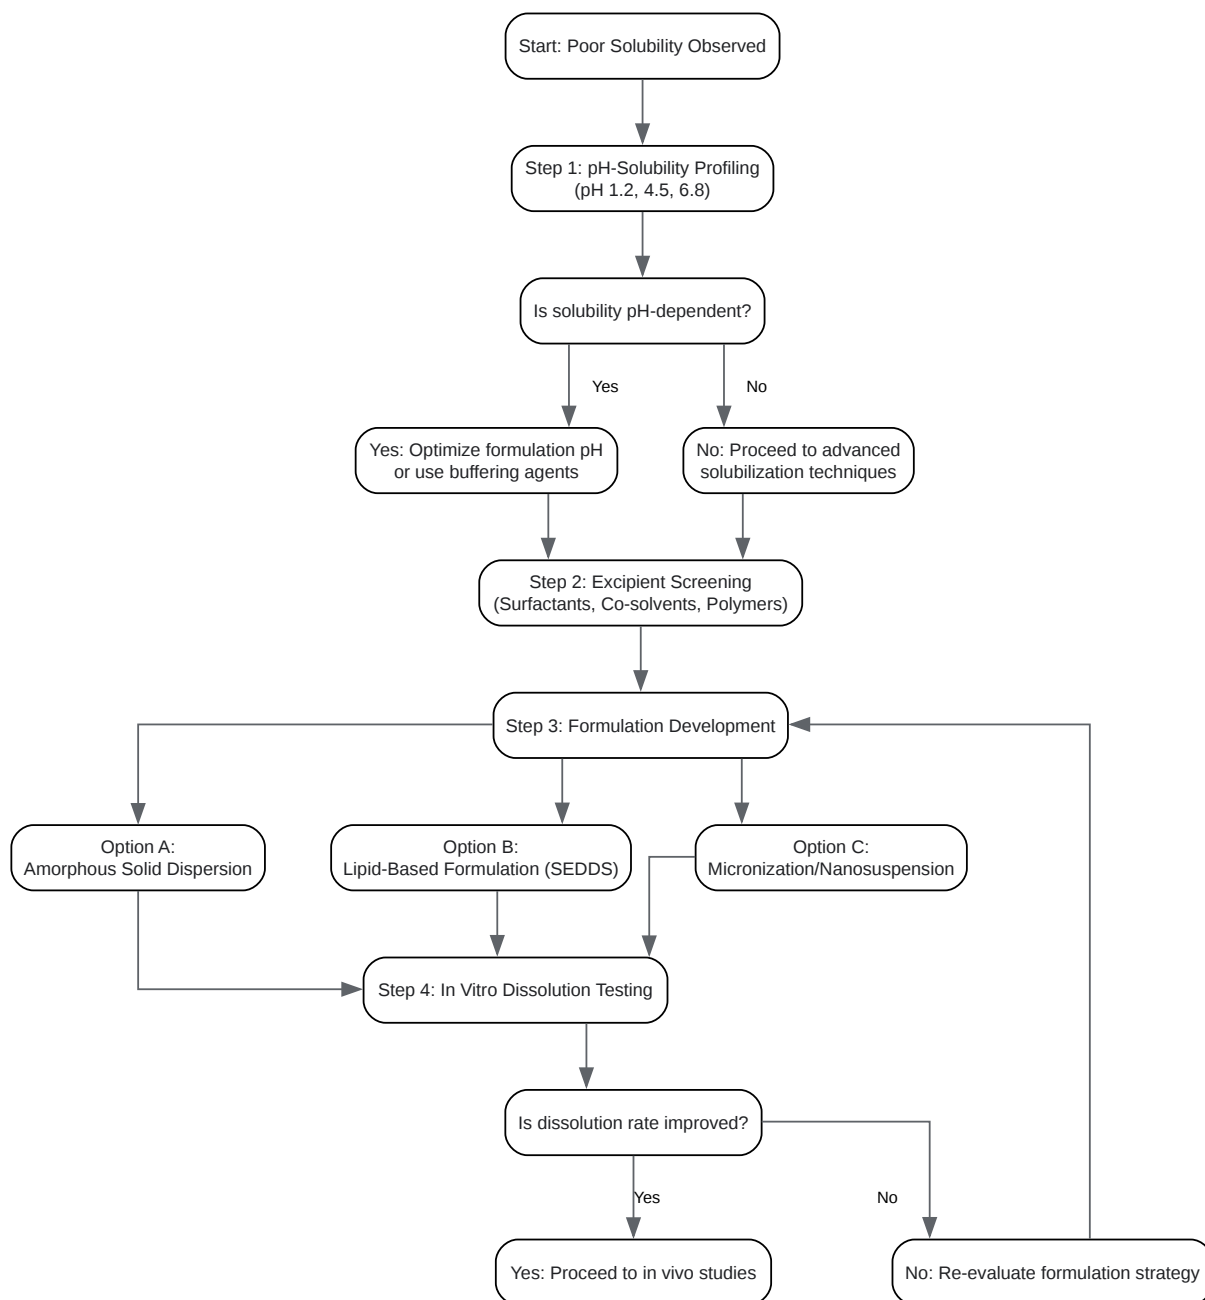 Start: Poor Solubility Observed
Step 1: pH-Solubility Profiling
(pH 1.2, 4.5, 6.8)
Is solubility pH-dependent?
Yes
No
Yes: Optimize formulation pH
or use buffering agents
No: Proceed to advanced
solubilization techniques
Step 2: Excipient Screening
(Surfactants, Co-solvents, Polymers)
Step 3: Formulation Development
Option A:
Amorphous Solid Dispersion
Option B:
Lipid-Based Formulation (SEDDS)
Option C:
Micronization/Nanosuspension
Step 4: In Vitro Dissolution Testing
Is dissolution rate improved?
Yes
No
Yes: Proceed to in vivo studies
No: Re-evaluate formulation strategy